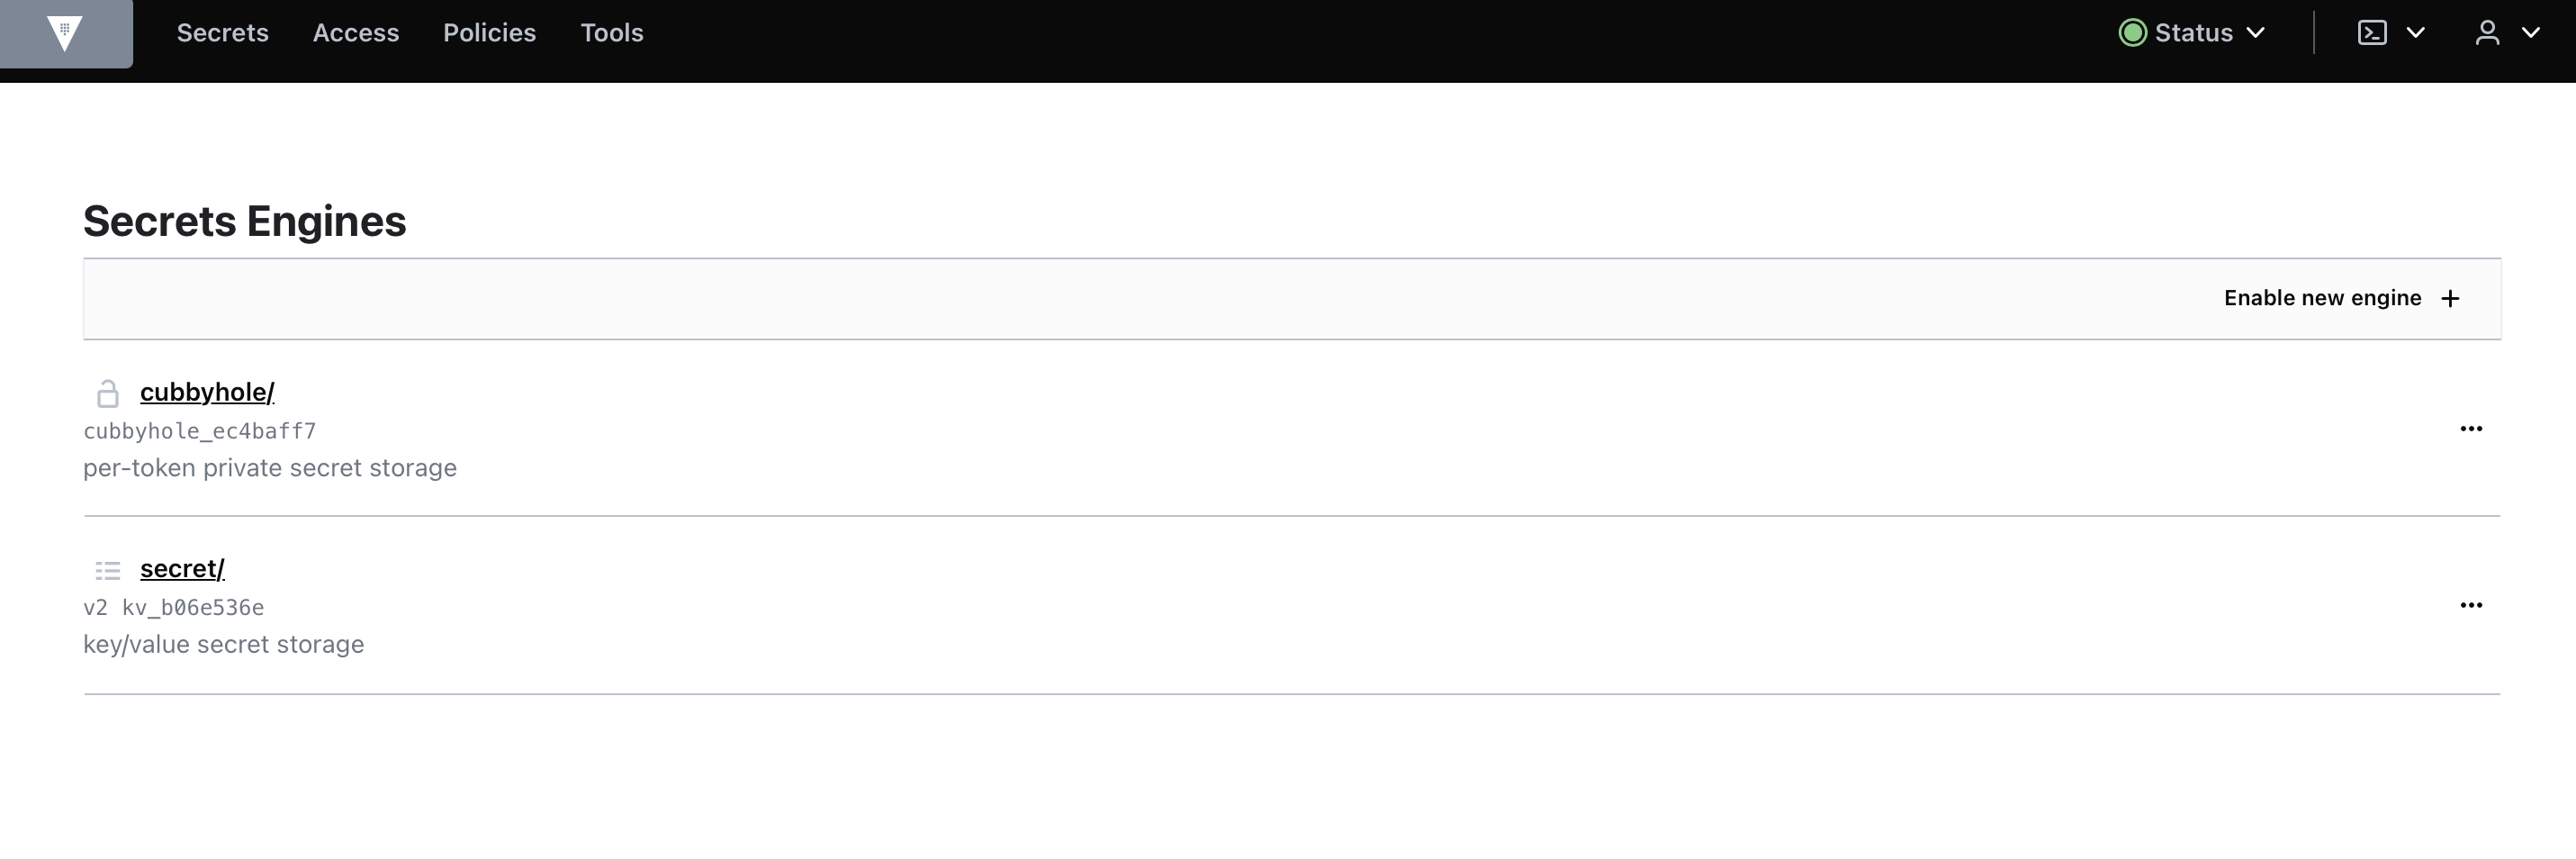 Secrets Access Policies Tools Status
Secrets Engines
Enable new engine
cubbyhole/
cubbyhole_ec4baff7
per-token private secret storage
secret/
v2 kv_b06e536e
key/value secret storage